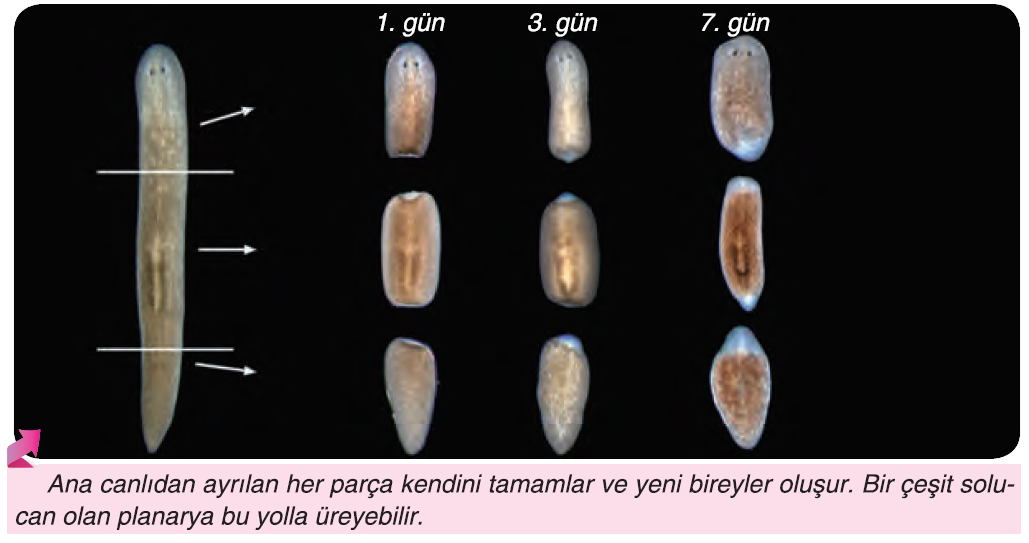 1. gün 3. gün 7. gün
Ana canlıdan ayrılan her parça kendini tamamlar ve yeni bireyler oluşur. Bir çeşit solu-
can olan planarya bu yolla üreyebilir.